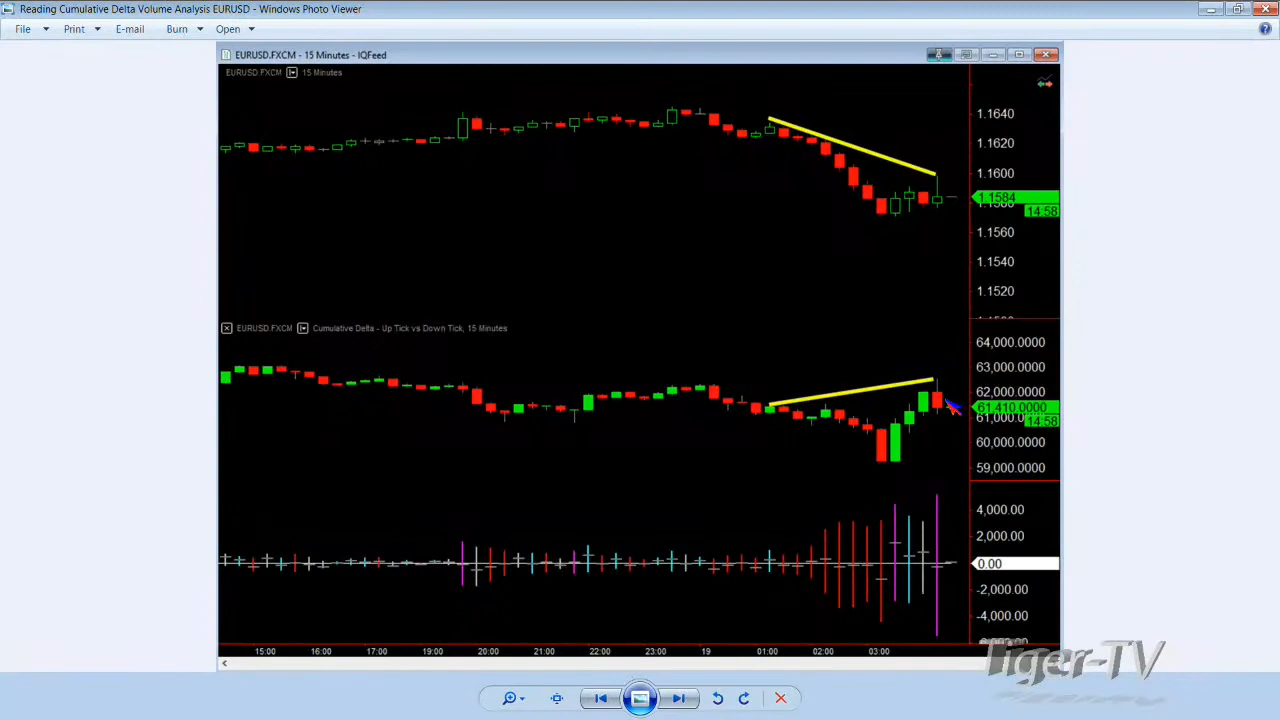 Reading Cumulative Delta Volume Analysis EURUSD - Windows Photo Viewer
File Print E-mail Burn Open
EURUSD.FXCM - 15 Minutes - IQFeed
EURUSD.FXCM 15 Minutes
1.1640
1.1620
1.1600
1.1584
14:58
1.1560
1.1540
1.1520
EURUSD.FXCM Cumulative Delta - Up Tick vs Down Tick, 15 Minutes
64,000.0000
63,000.0000
62,000.0000
61,410.0000
14:58
60,000.0000
59,000.0000
4,000.00
2,000.00
0.00
-2,000.00
-4,000.00
15:00 16:00 17:00 19:00 20:00 21:00 22:00 23:00 19 01:00 02:00 03:00
Tiger-TV